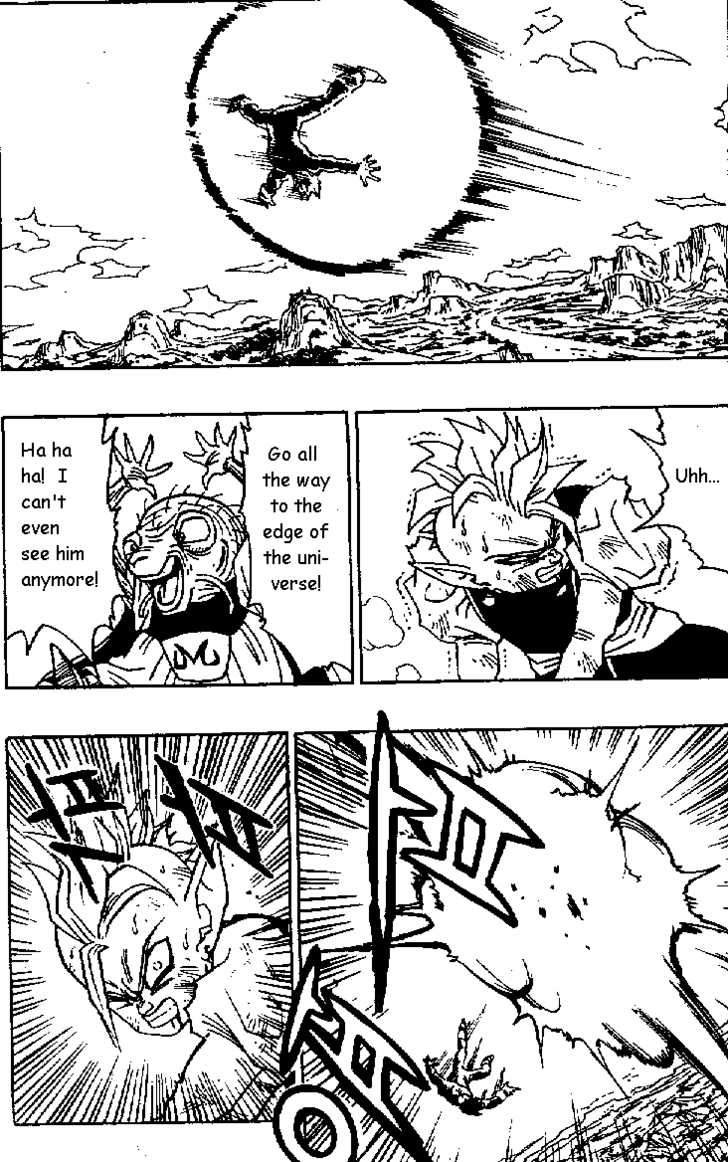 Ha ha
ha! I
can't
even
see him
anymore!
Go all
the way
to the
edge of
the uni-
verse!
Uhh...
M